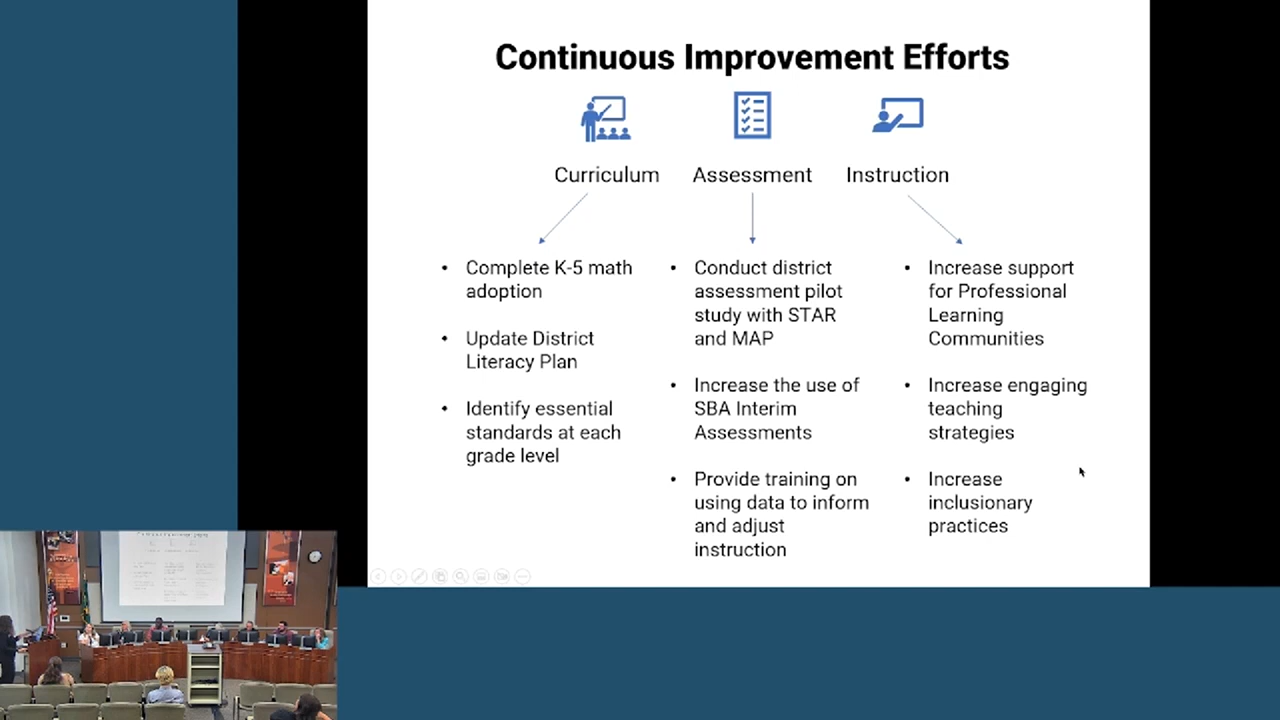 Continuous Improvement Efforts
Curriculum
Assessment
Instruction
• Complete K-5 math
adoption
• Update District
Literacy Plan
• Identify essential
standards at each
grade level
• Conduct district
assessment pilot
study with STAR
and MAP
• Increase the use of
SBA Interim
Assessments
• Provide training on
using data to inform
and adjust
instruction
• Increase support
for Professional
Learning
Communities
• Increase engaging
teaching
strategies
• Increase
inclusionary
practices